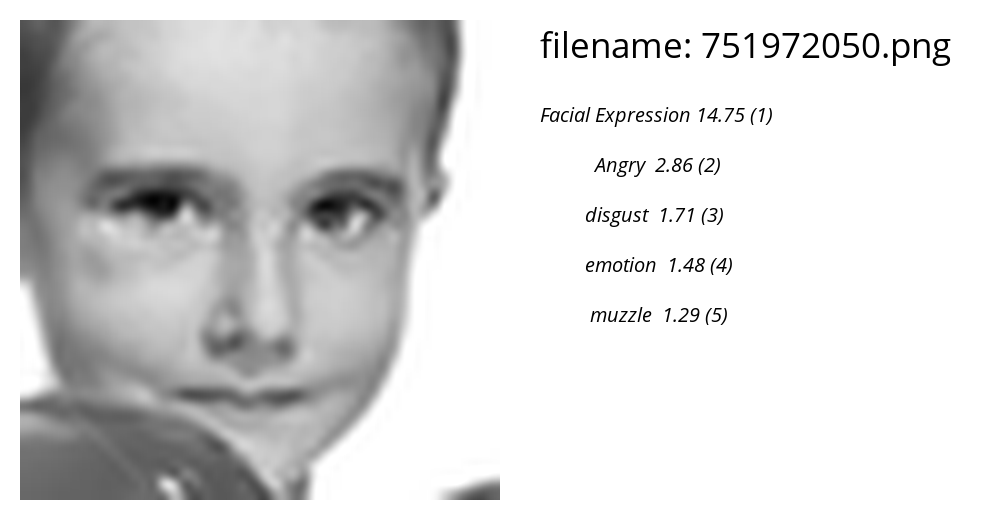 filename: 751972050.png
Facial Expression 14.75 (1)
Angry 2.86 (2)
disgust 1.71 (3)
emotion 1.48 (4)
muzzle 1.29 (5)